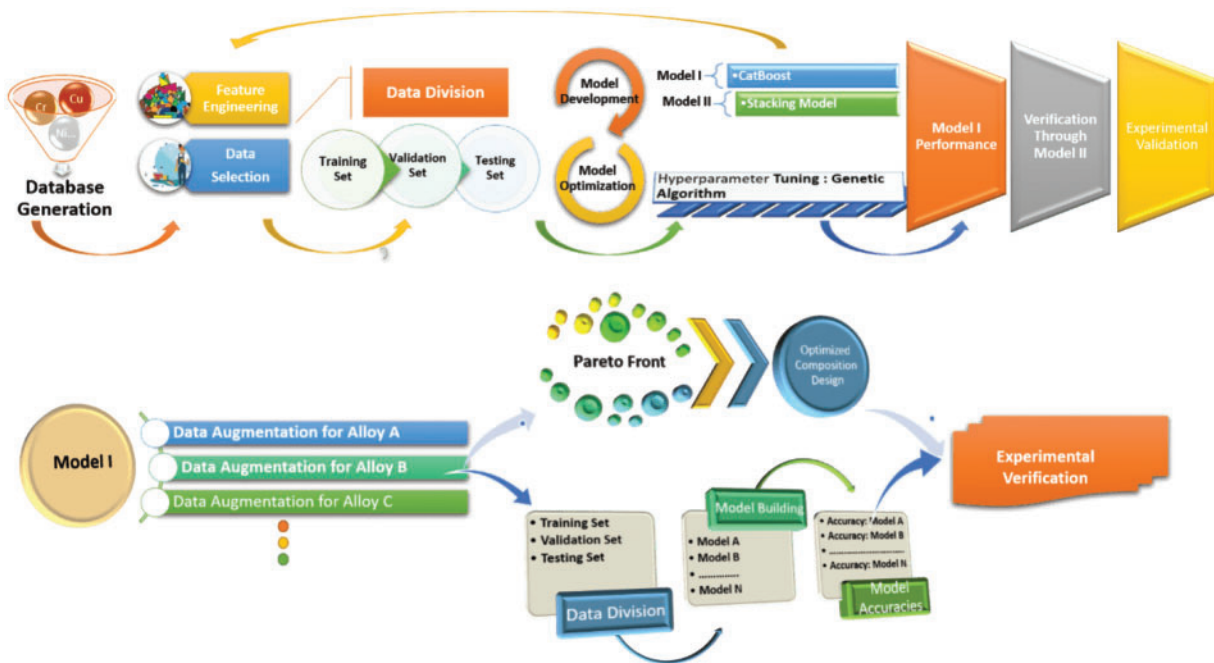 Cr
Cu
Ni...
Database
Generation
Feature
Engineering
Data
Selection
Data Division
Training
Set
Validation
Set
Testing
Set
Model
Development
Model
Optimization
Model I
•CatBoost
Model II
•Stacking Model
Hyperparameter Tuning : Genetic
Algorithm
Model I
Performance
Verification
Through
Model II
Experimental
Validation
Model I
Data Augmentation for Alloy A
Data Augmentation for Alloy B
Data Augmentation for Alloy C
Pareto Front
Optimized
Composition
Design
• Training Set
• Validation Set
• Testing Set
Data Division
Model Building
• Model A
• Model B
• ..............
• Model N
• Accuracy: Model A
• Accuracy: Model B
• ...............................
• Accuracy: Model N
Model
Accuracies
Experimental
Verification